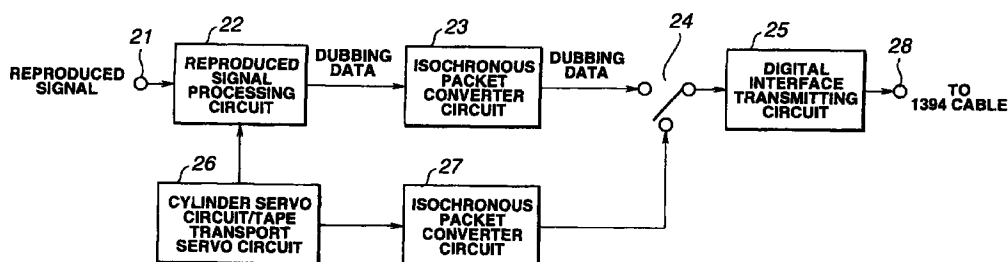 21
REPRODUCED
SIGNAL
22
REPRODUCED
SIGNAL
PROCESSING
CIRCUIT
DUBBING
DATA
23
ISOCHRONOUS
PACKET
CONVERTER
CIRCUIT
DUBBING
DATA
24
25
DIGITAL
INTERFACE
TRANSMITTING
CIRCUIT
28
TO
1394 CABLE
26
CYLINDER SERVO
CIRCUIT/TAPE
TRANSPORT
SERVO CIRCUIT
27
ISOCHRONOUS
PACKET
CONVERTER
CIRCUIT